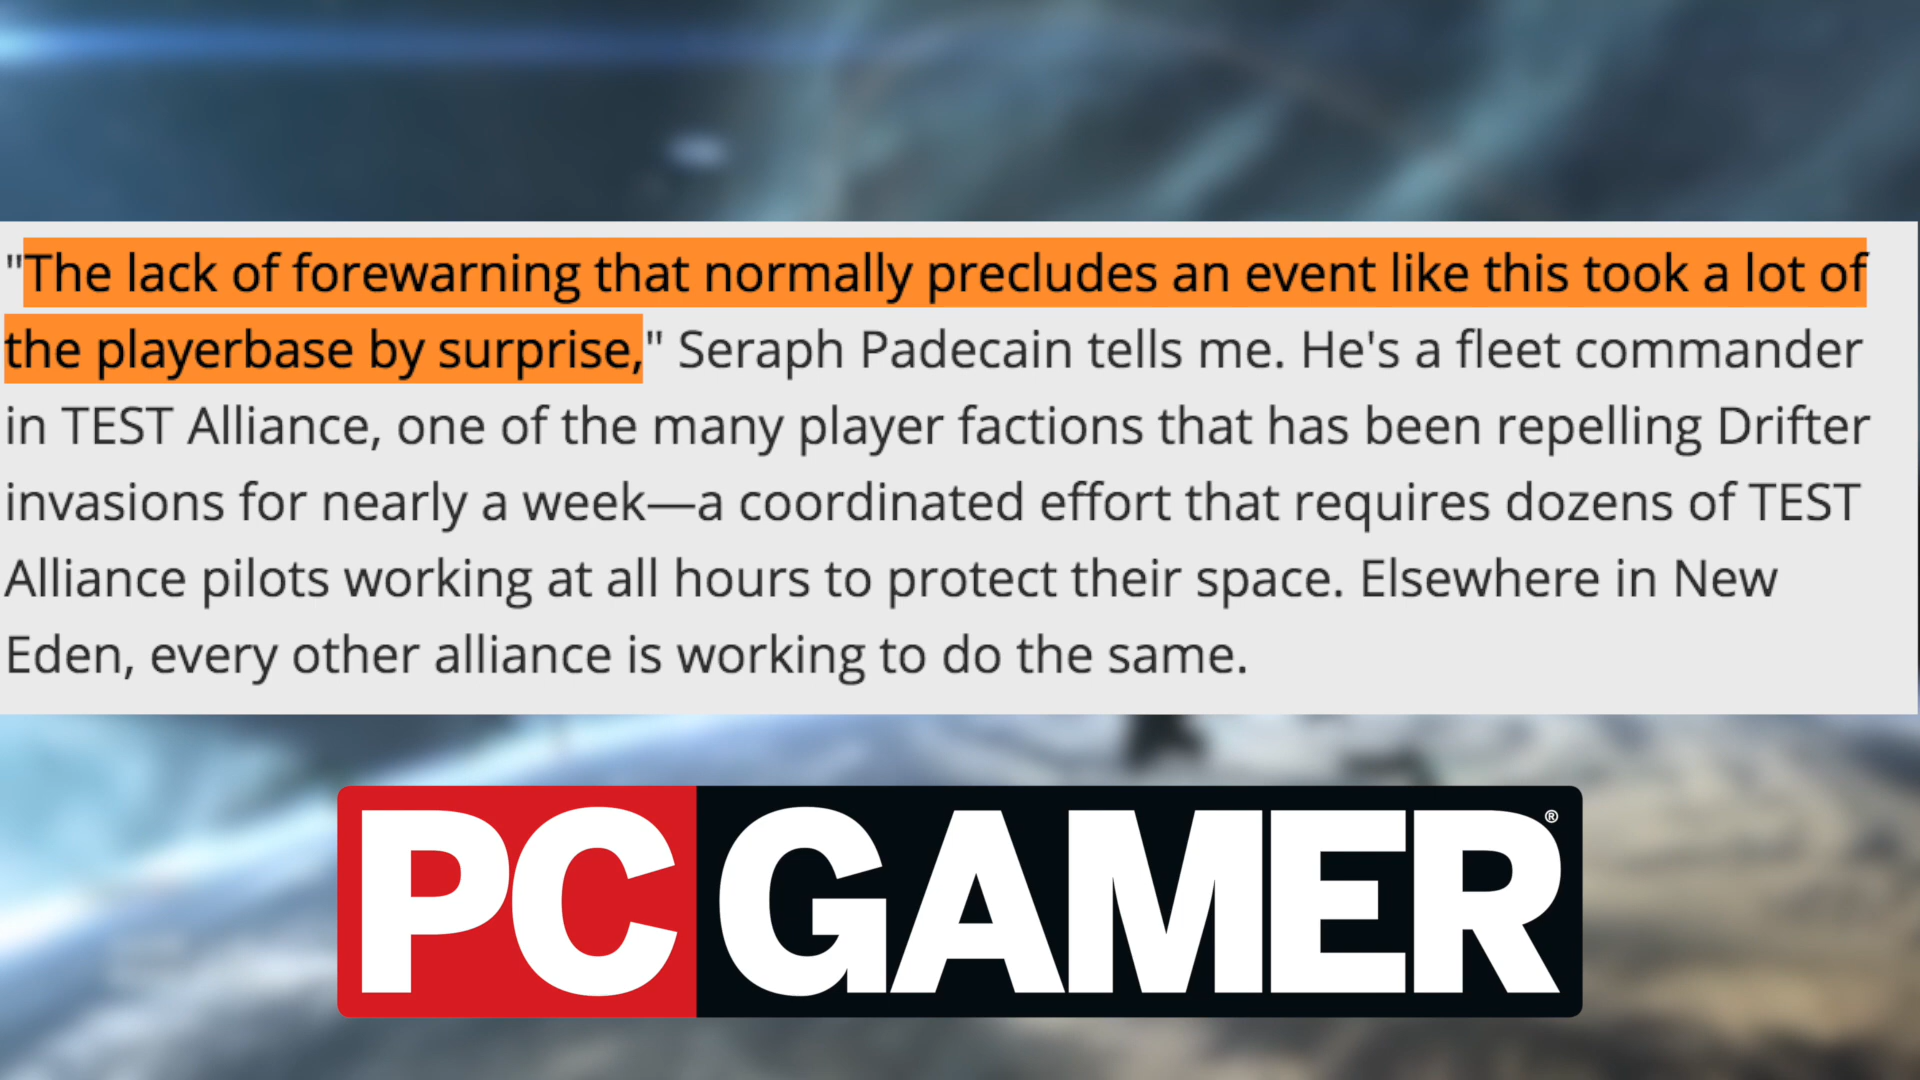 "The lack of forewarning that normally precludes an event like this took a lot of
the playerbase by surprise," Seraph Padecain tells me. He's a fleet commander
in TEST Alliance, one of the many player factions that has been repelling Drifter
invasions for nearly a week—a coordinated effort that requires dozens of TEST
Alliance pilots working at all hours to protect their space. Elsewhere in New
Eden, every other alliance is working to do the same.
PC GAMER®